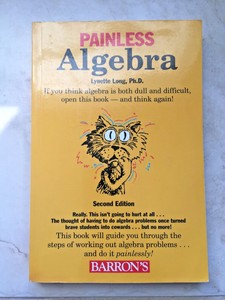 PAINLESS
Algebra
Lynette Long, Ph.D.
If you think algebra is both dull and difficult,
open this book — and think again!
Second Edition
Really. This isn't going to hurt at all . . .
The thought of having to do algebra problems once turned
brave students into cowards . . . but no more!
This book will guide you through the
steps of working out algebra problems . . .
and do it painlessly!
BARRON'S